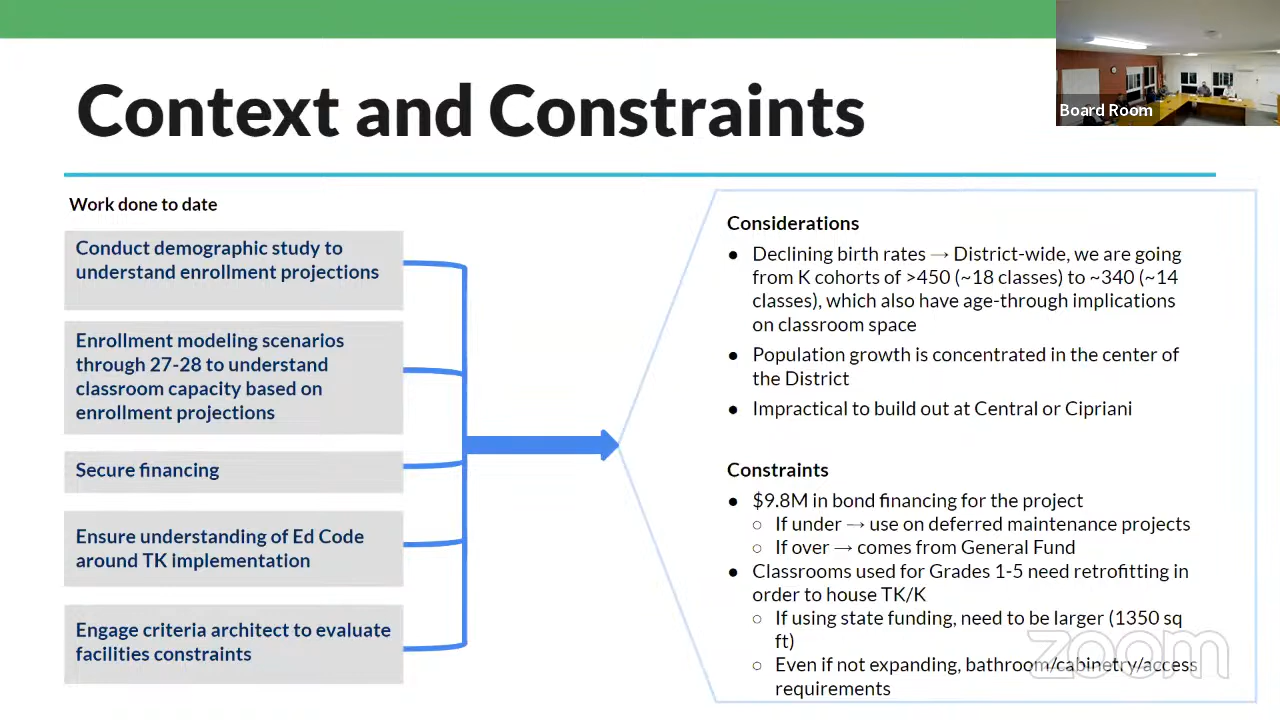 Context and Constraints
Board Room
Work done to date
Conduct demographic study to
understand enrollment projections
Enrollment modeling scenarios
through 27-28 to understand
classroom capacity based on
enrollment projections
Secure financing
Ensure understanding of Ed Code
around TK implementation
Engage criteria architect to evaluate
facilities constraints
Considerations
● Declining birth rates → District-wide, we are going
from K cohorts of >450 (~18 classes) to ~340 (~14
classes), which also have age-through implications
on classroom space
● Population growth is concentrated in the center of
the District
● Impractical to build out at Central or Cipriani
Constraints
● $9.8M in bond financing for the project
○ If under → use on deferred maintenance projects
○ If over → comes from General Fund
● Classrooms used for Grades 1-5 need retrofitting in
order to house TK/K
○ If using state funding, need to be larger (1350 sq
ft)
○ Even if not expanding, bathroom/cabinetry/access
requirements
zoom